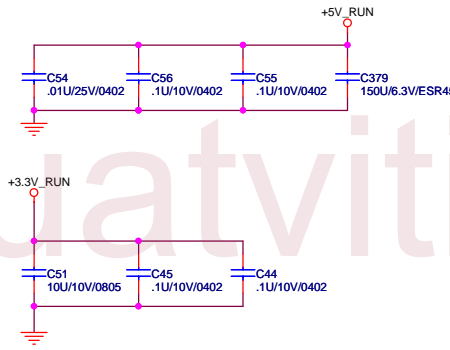 +5V_RUN
C54
.01U/25V/0402
C56
.1U/10V/0402
C55
.1U/10V/0402
C379
150U/6.3V/ESR45
+3.3V_RUN
uatviti
C51
10U/10V/0805
C45
.1U/10V/0402
C44
.1U/10V/0402